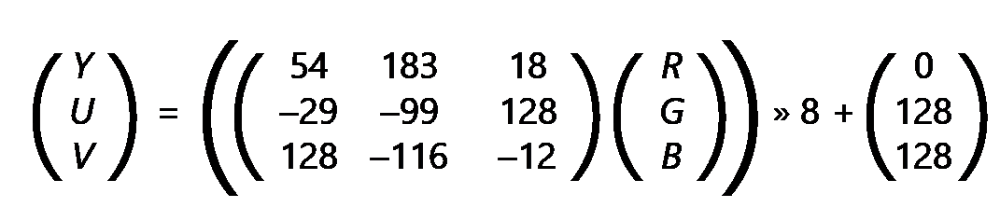 Y 54 183 18 R 0
U = –29 –99 128 G » 8 + 128
V 128 –116 –12 B 128